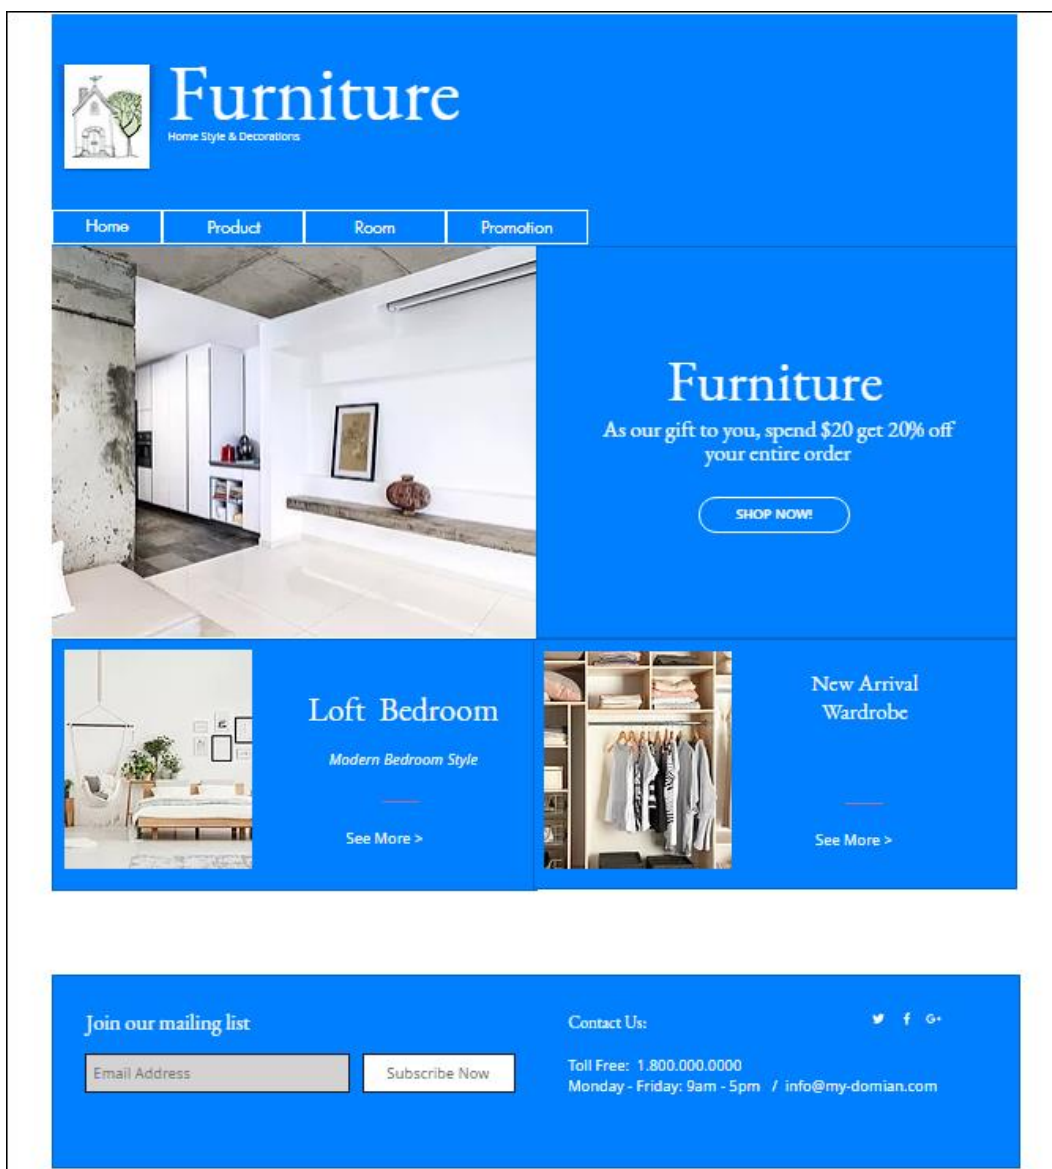 Furniture
Home Style & Decorations
Home
Product
Room
Promotion
Furniture
As our gift to you, spend $20 get 20% off
your entire order
SHOP NOW!
Loft Bedroom
Modern Bedroom Style
See More >
New Arrival
Wardrobe
See More >
Join our mailing list
Email Address
Subscribe Now
Contact Us:
G+
Toll Free: 1.800.000.0000
Monday - Friday: 9am - 5pm / info@my-domian.com